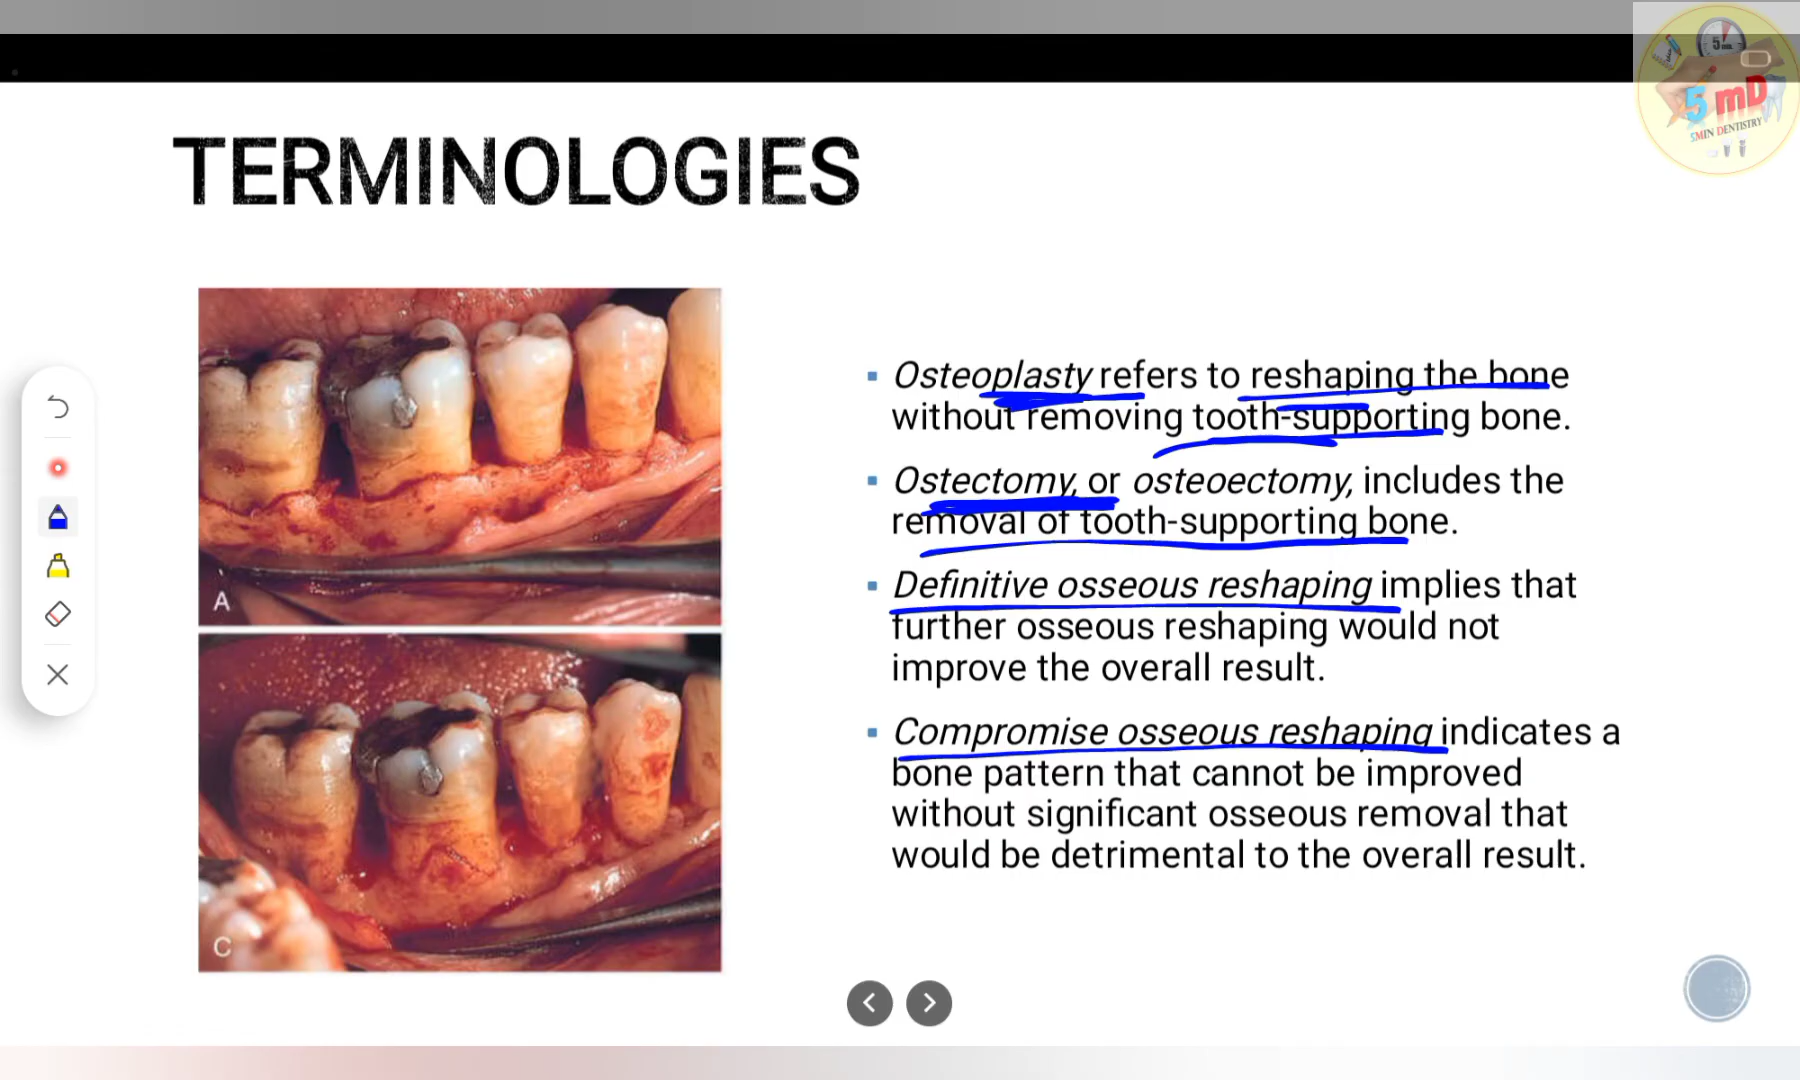 5 mD
5MIN DENTISTRY
TERMINOLOGIES
Osteoplasty refers to reshaping the bone
without removing tooth-supporting bone.
Ostectomy, or osteoectomy, includes the
removal of tooth-supporting bone.
Definitive osseous reshaping implies that
further osseous reshaping would not
improve the overall result.
Compromise osseous reshaping indicates a
bone pattern that cannot be improved
without significant osseous removal that
would be detrimental to the overall result.
A
C